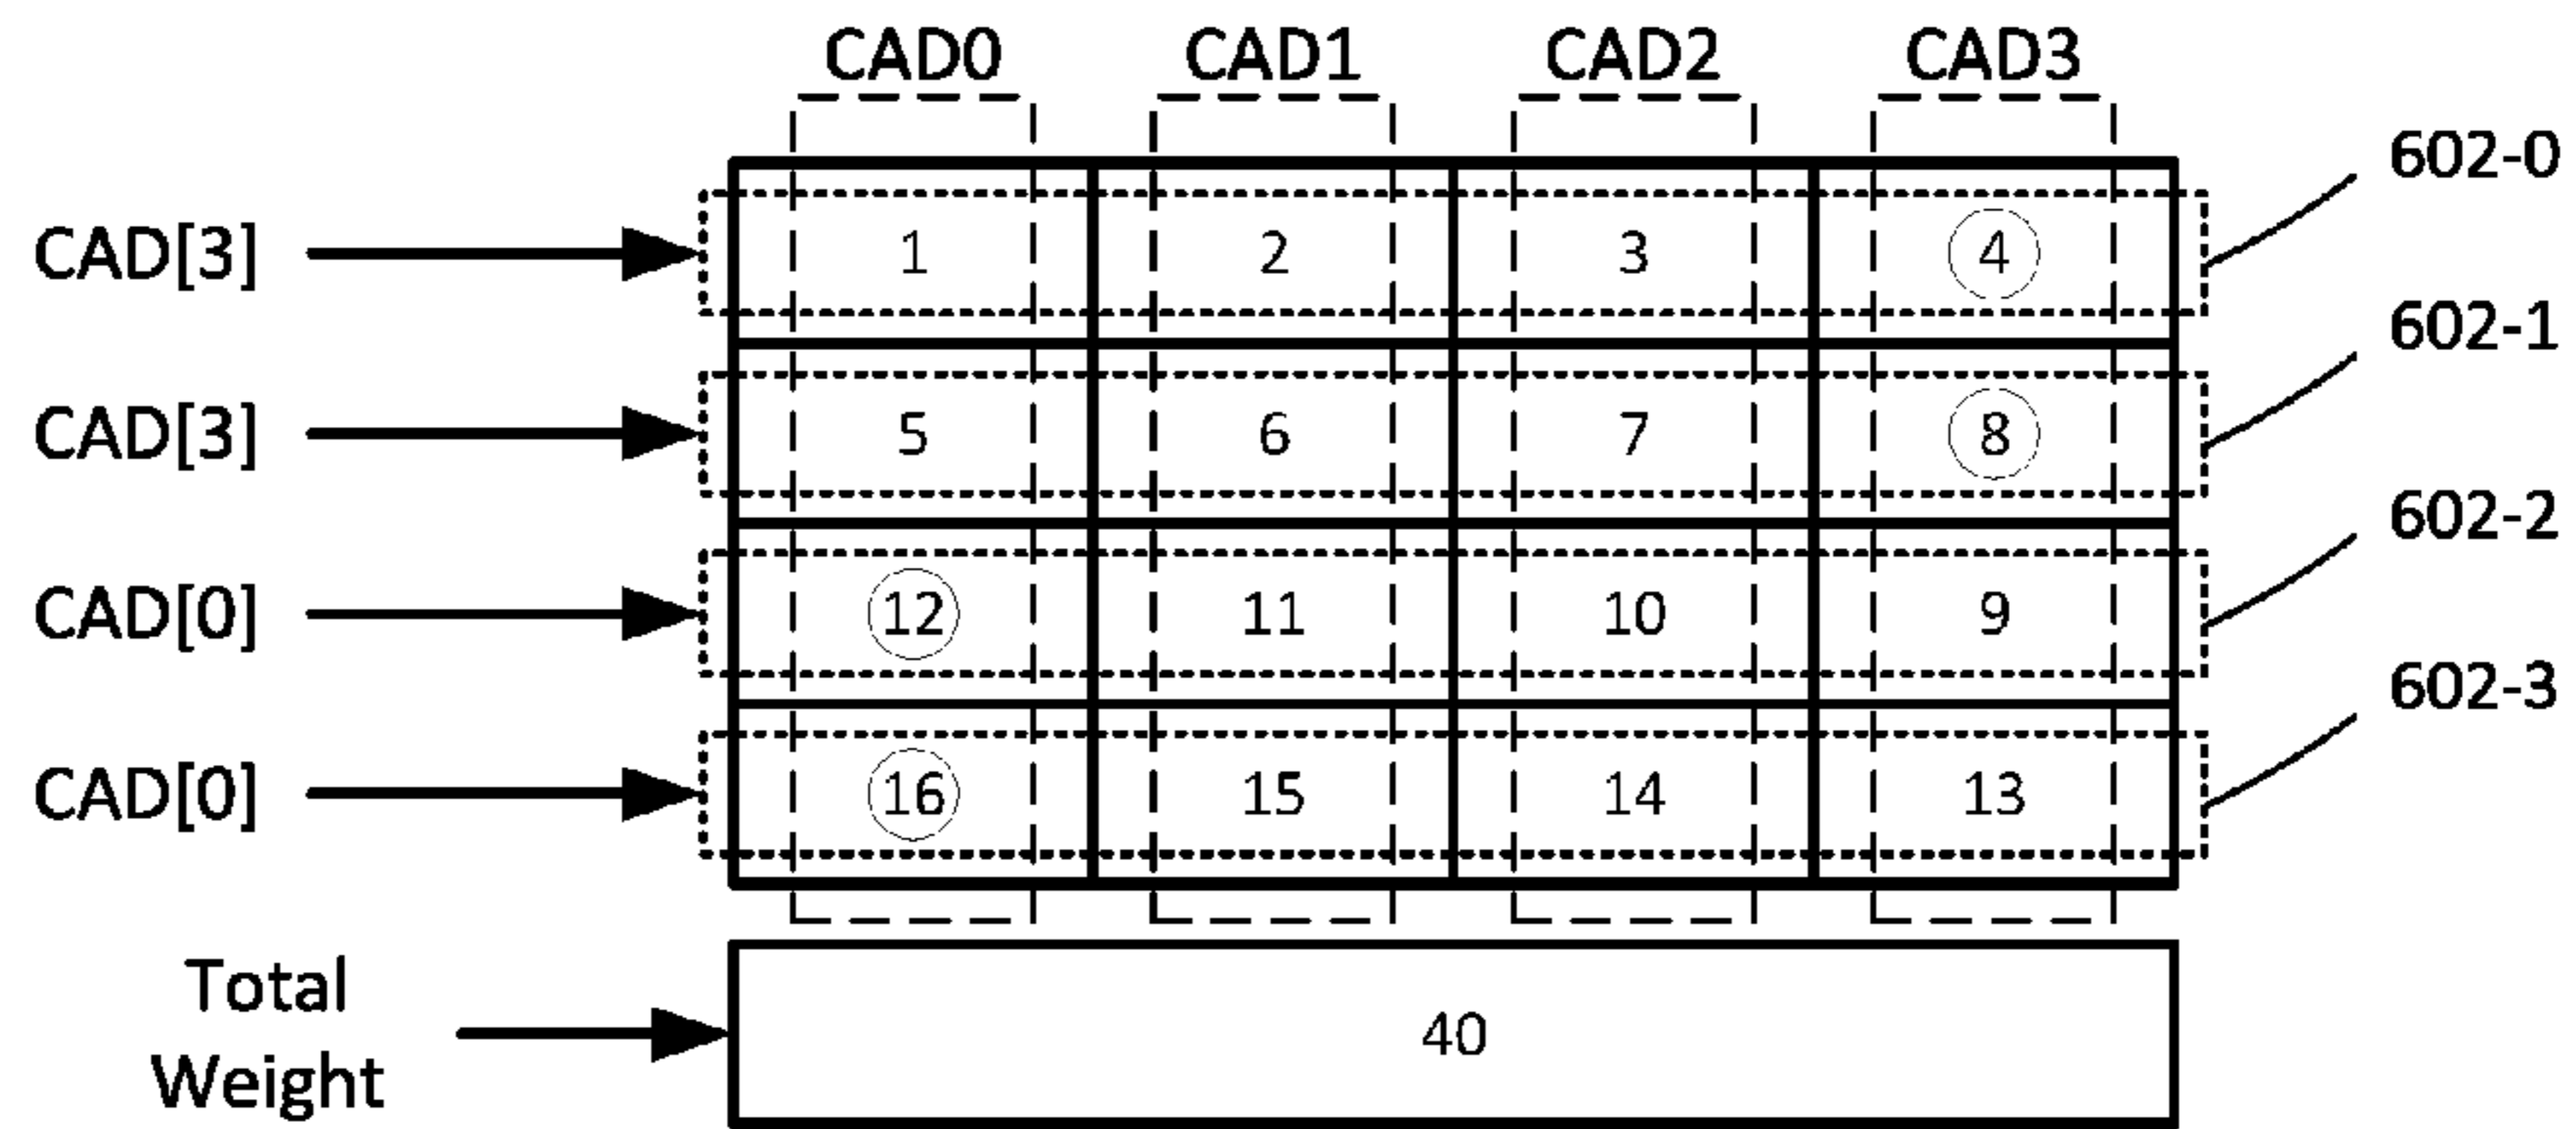 CAD0 CAD1 CAD2 CAD3
602-0
CAD[3] 1 2 3 4
602-1
CAD[3] 5 6 7 8
602-2
CAD[0] 12 11 10 9
602-3
CAD[0] 16 15 14 13
Total
Weight
40